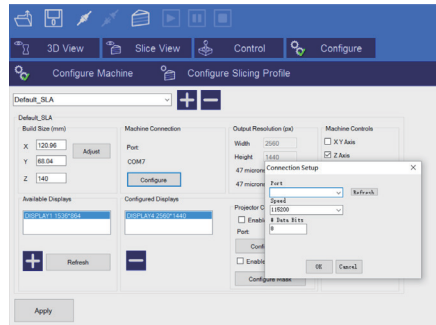 3D View
Slice View
Control
Configure
Configure Machine
Configure Slicing Profile
Default_SLA
Default_SLA
Build Size (mm)
X 120.96
Adjust
Y 68.04
Z 140
Machine Connection
Port:
COM7
Configure
Output Resolution (px)
Width 2560
Height 1440
47 microns
47 microns
Machine Controls
X Y Axis
Z Axis
Connection Setup
Port
Refresh
Speed
115200
# Data Bits
8
OK Cancel
Available Displays
DISPLAY1 1536*864
Refresh
Configured Displays
DISPLAY4 2560*1440
Projector C
Enabl
Port:
Conf
Enable
Configure Mask
Apply